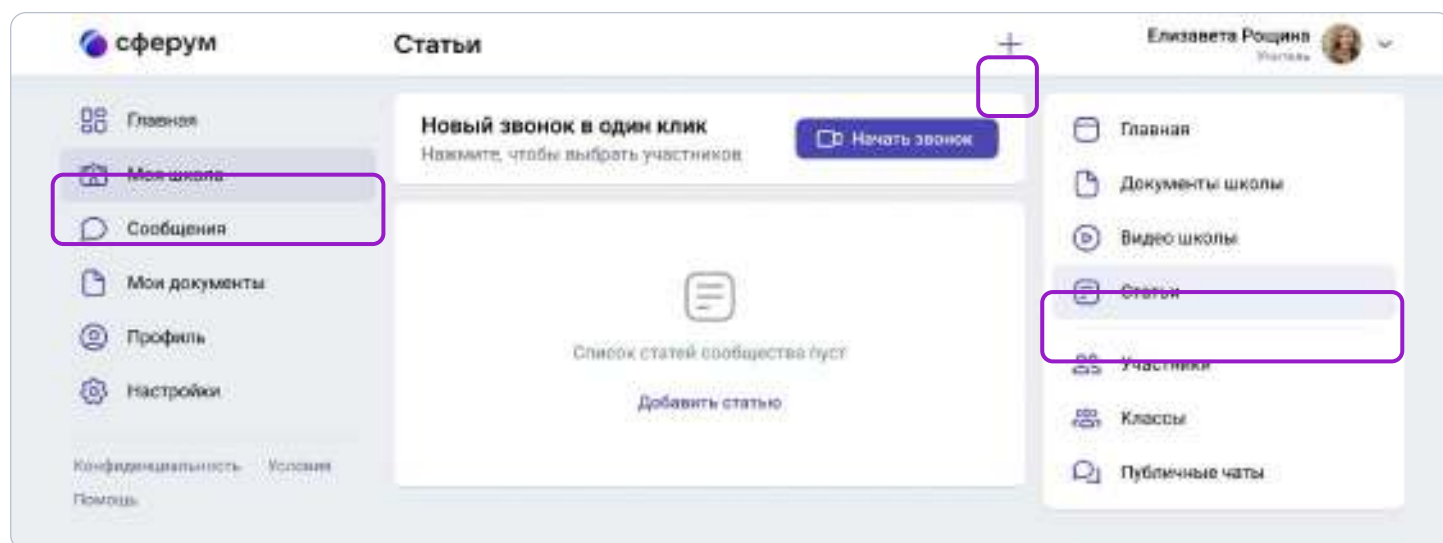 сферум
Статьи
Елизавета Рощина
Учитель
Главная
Моя школа
Сообщения
Мои документы
Профиль
Настройки
Конфиденциальность Условия
Помощь
Новый звонок в один клик
Нажмите, чтобы выбрать участников
Начать звонок
Список статей сообщества пуст
Добавить статью
Главная
Документы школы
Видео школы
Статьи
Участники
Классы
Публичные чаты